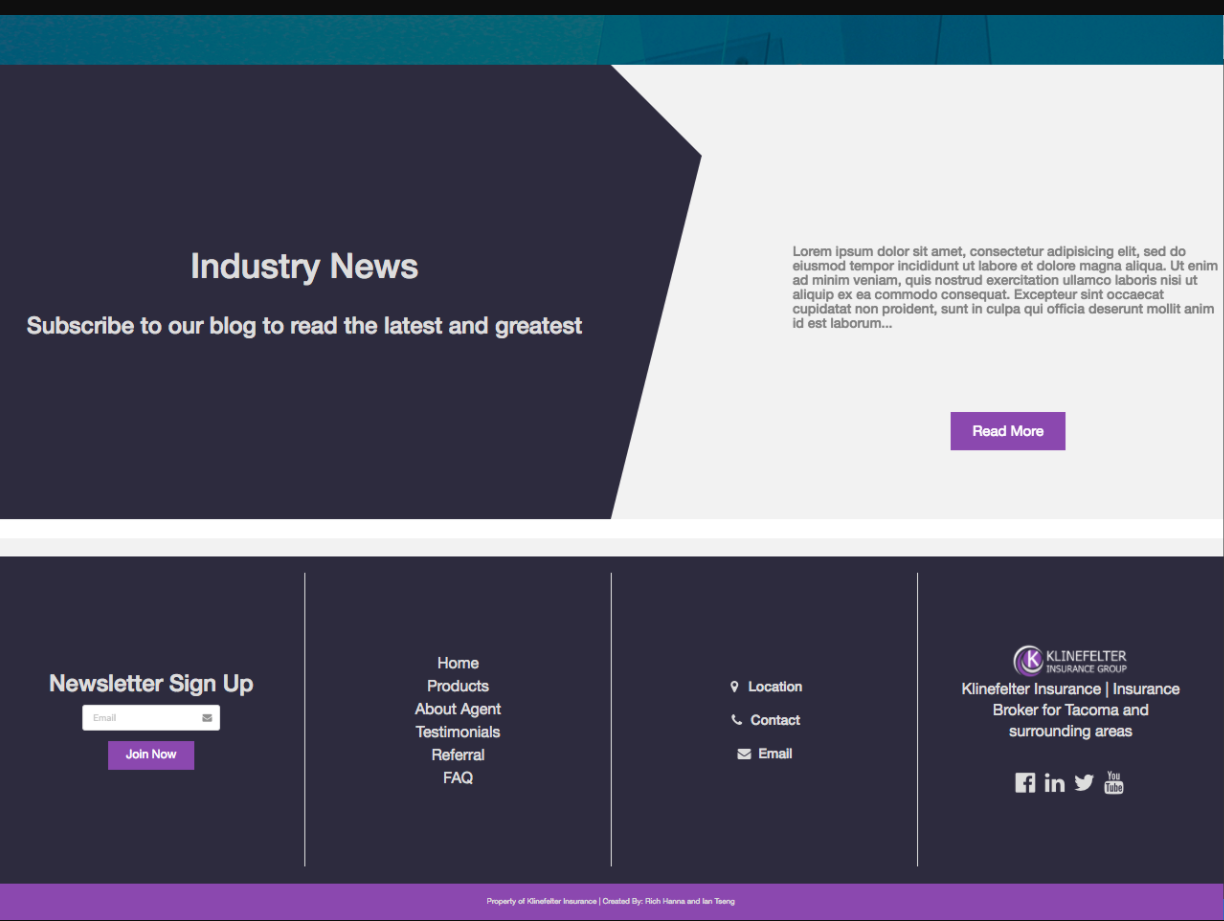 Industry News
Subscribe to our blog to read the latest and greatest
Lorem ipsum dolor sit amet, consectetur adipisicing elit, sed do
eiusmod tempor incididunt ut labore et dolore magna aliqua. Ut enim
ad minim veniam, quis nostrud exercitation ullamco laboris nisi ut
aliquip ex ea commodo consequat. Excepteur sint occaecat
cupidatat non proident, sunt in culpa qui officia deserunt mollit anim
id est laborum...
Read More
Newsletter Sign Up
Email
Join Now
Home
Products
About Agent
Testimonials
Referral
FAQ
Location
Contact
Email
K KLINEFELTER
INSURANCE GROUP
Klinefelter Insurance | Insurance
Broker for Tacoma and
surrounding areas
in
You
Tube
Property of Klinefelter Insurance | Created By: Rich Hanna and Ian Tseng